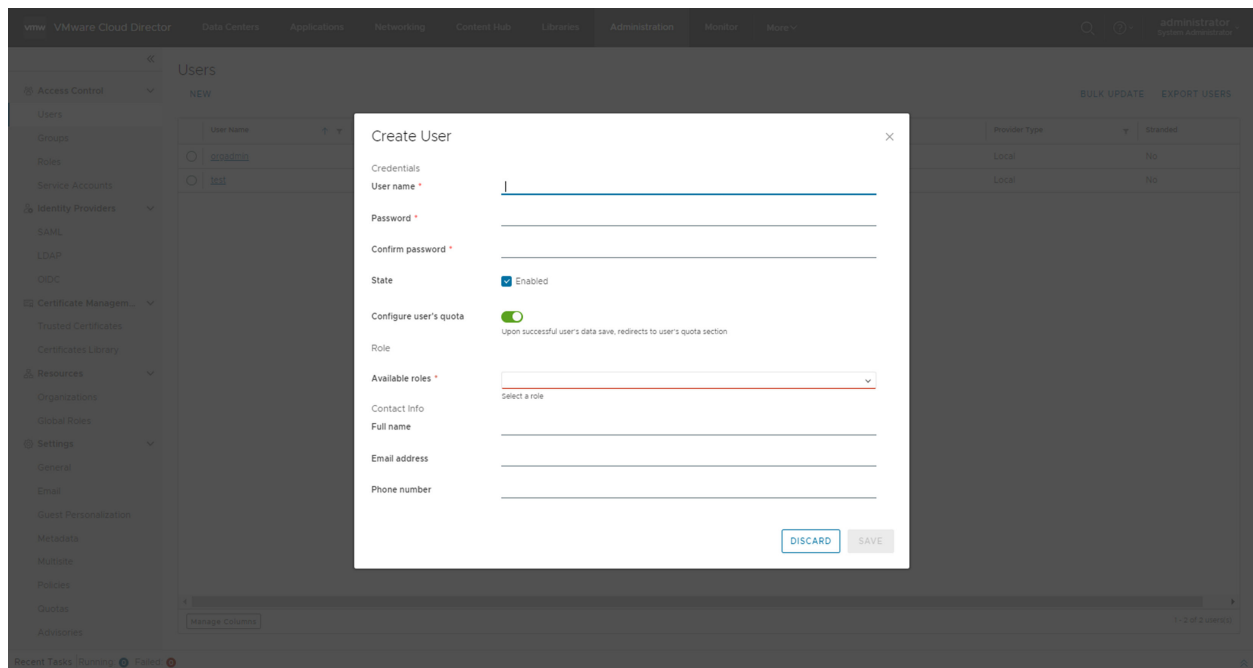 vmw VMware Cloud Director Data Centers Applications Networking Content Hub Libraries Administration Monitor More administrator
System Administrator
Users
NEW BULK UPDATE EXPORT USERS
Access Control
Users
Groups
Roles
Service Accounts
Identity Providers
SAML
LDAP
OIDC
Certificate Managem...
Trusted Certificates
Certificates Library
Resources
Organizations
Global Roles
Settings
General
Email
Guest Personalization
Metadata
Multisite
Policies
Quotas
Advisories
User Name Provider Type Stranded
orgadmin Local No
test Local No
Create User
Credentials
User name *
Password *
Confirm password *
State Enabled
Configure user's quota
Upon successful user's data save, redirects to user's quota section
Role
Available roles *
Select a role
Contact Info
Full name
Email address
Phone number
DISCARD SAVE
Manage Columns 1 - 2 of 2 user(s)
Recent Tasks Running: 0 Failed: 0